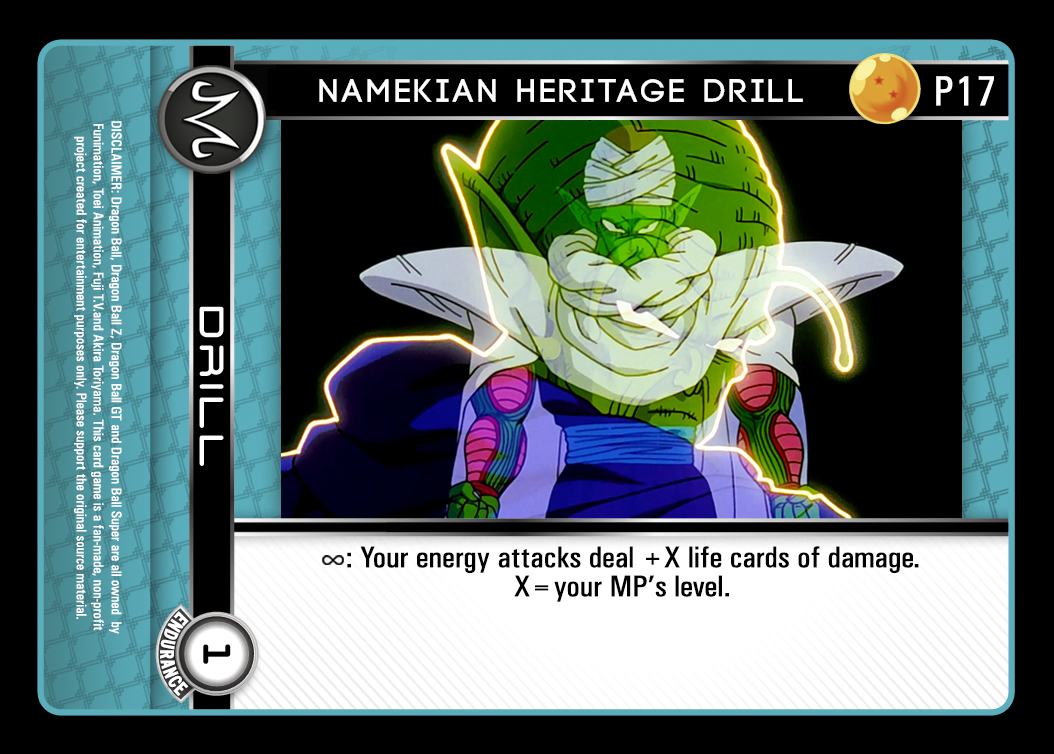 NAMEKIAN HERITAGE DRILL
P17
DRILL
∞: Your energy attacks deal +X life cards of damage.
X = your MP's level.
1
ENDURANCE
DISCLAIMER: Dragon Ball, Dragon Ball Z, Dragon Ball GT and Dragon Ball Super are all owned by
Funimation, Toei Animation, Fuji T.V.and Akira Toriyama. This card game is a fan-made, non-profit
project created for entertainment purposes only. Please support the original source material.